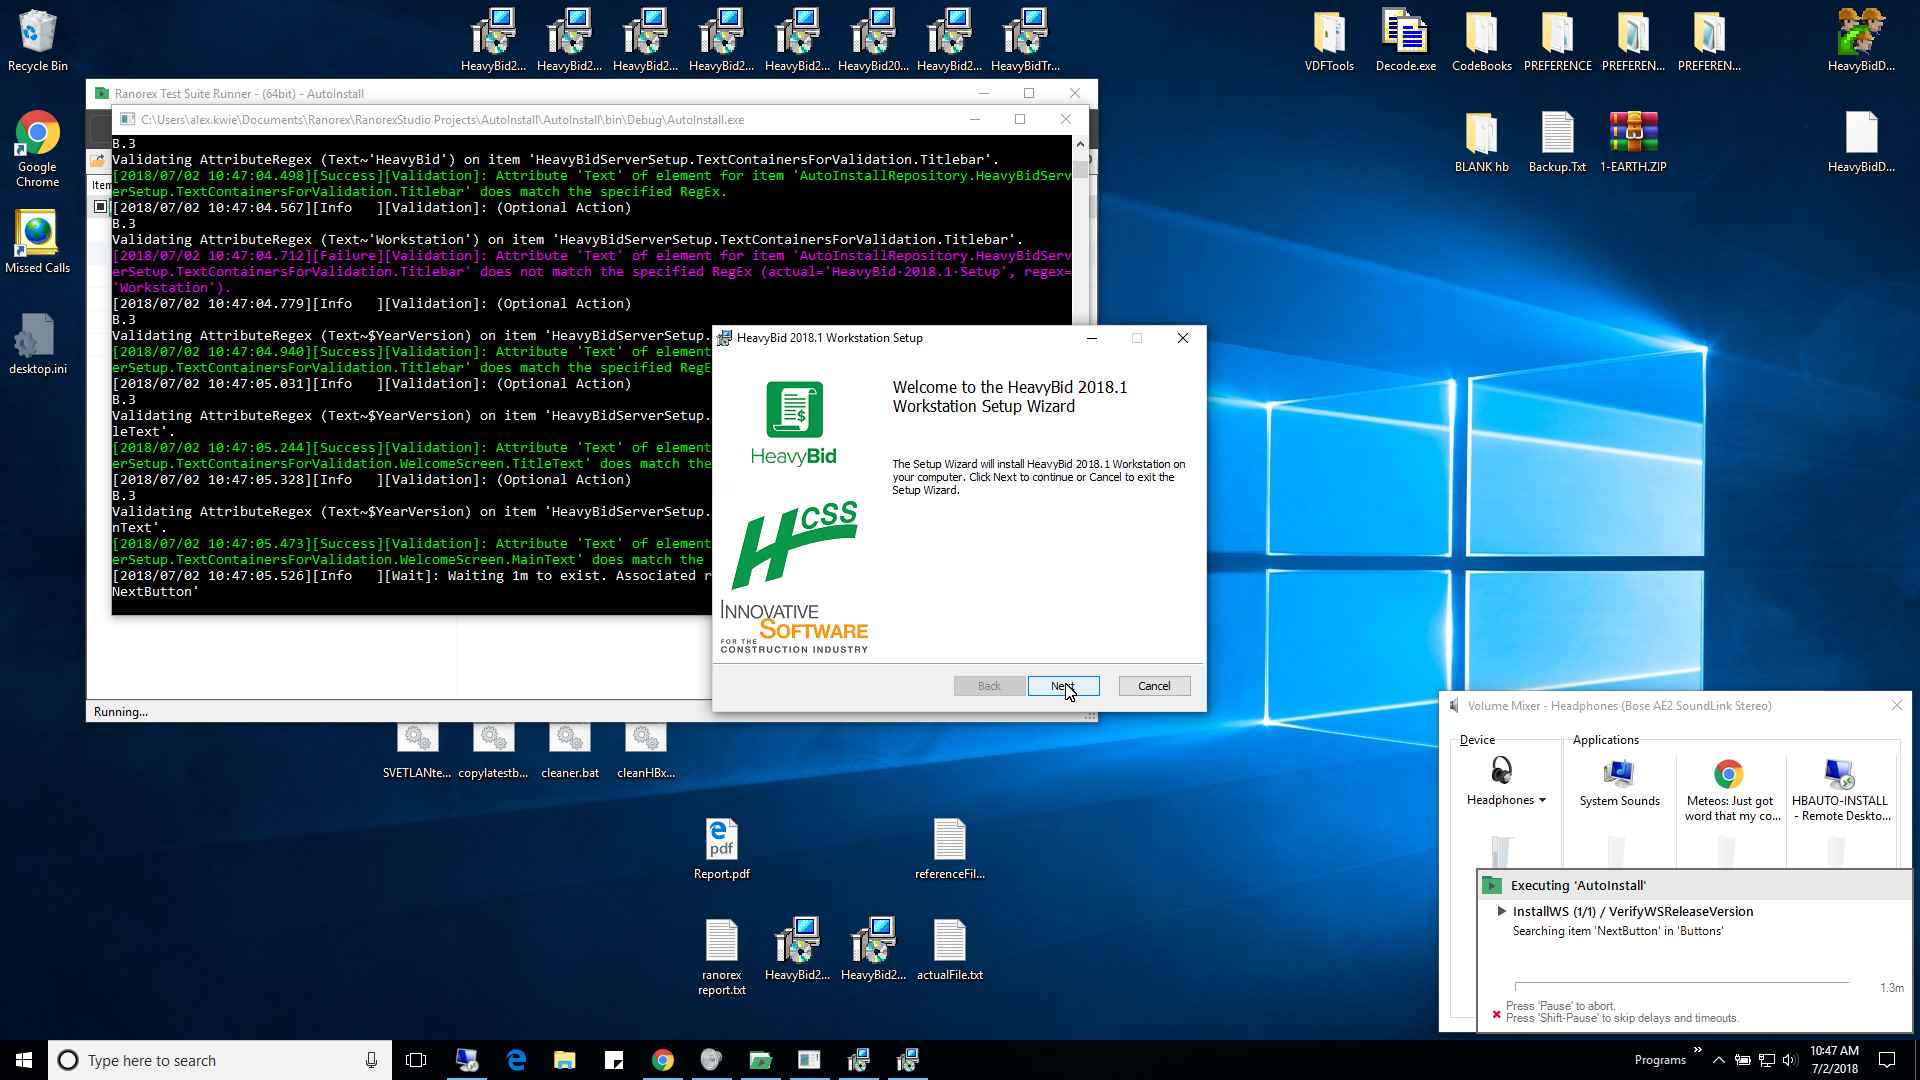 Recycle Bin
HeavyBid2...
HeavyBid2...
HeavyBid2...
HeavyBid2...
HeavyBid2...
HeavyBid20...
HeavyBid2...
HeavyBidTr...
VDFTools
Decode.exe
CodeBooks
PREFERENCE
PREFEREN...
PREFEREN...
HeavyBidD...
Google
Chrome
Missed Calls
desktop.ini
BLANK hb
Backup.Txt
1-EARTH.ZIP
HeavyBidD...
Ranorex Test Suite Runner - (64bit) - AutoInstall
Item
C:\Users\alex.kwie\Documents\Ranorex\RanorexStudio Projects\AutoInstall\AutoInstall\bin\Debug\AutoInstall.exe
B.3
Validating AttributeRegex (Text~'HeavyBid') on item 'HeavyBidServerSetup.TextContainersForValidation.Titlebar'.
[2018/07/02 10:47:04.498][Success][Validation]: Attribute 'Text' of element for item 'AutoInstallRepository.HeavyBidServ
erSetup.TextContainersForValidation.Titlebar' does match the specified RegEx.
[2018/07/02 10:47:04.567][Info   ][Validation]: (Optional Action)
B.3
Validating AttributeRegex (Text~'Workstation') on item 'HeavyBidServerSetup.TextContainersForValidation.Titlebar'.
[2018/07/02 10:47:04.712][Failure][Validation]: Attribute 'Text' of element for item 'AutoInstallRepository.HeavyBidServ
erSetup.TextContainersForValidation.Titlebar' does not match the specified RegEx (actual='HeavyBid·2018.1·Setup', regex=
'Workstation').
[2018/07/02 10:47:04.779][Info   ][Validation]: (Optional Action)
B.3
Validating AttributeRegex (Text~$YearVersion) on item 'HeavyBidServerSetup.
[2018/07/02 10:47:04.940][Success][Validation]: Attribute 'Text' of element
erSetup.TextContainersForValidation.Titlebar' does match the specified RegE
[2018/07/02 10:47:05.031][Info   ][Validation]: (Optional Action)
B.3
Validating AttributeRegex (Text~$YearVersion) on item 'HeavyBidServerSetup.
leText'.
[2018/07/02 10:47:05.244][Success][Validation]: Attribute 'Text' of element
erSetup.TextContainersForValidation.WelcomeScreen.TitleText' does match the
[2018/07/02 10:47:05.328][Info   ][Validation]: (Optional Action)
B.3
Validating AttributeRegex (Text~$YearVersion) on item 'HeavyBidServerSetup.
nText'.
[2018/07/02 10:47:05.473][Success][Validation]: Attribute 'Text' of element
erSetup.TextContainersForValidation.WelcomeScreen.MainText' does match the
[2018/07/02 10:47:05.526][Info   ][Wait]: Waiting 1m to exist. Associated r
NextButton'
Running...
HeavyBid 2018.1 Workstation Setup
HeavyBid
HCSS
INNOVATIVE
SOFTWARE
FOR THE
CONSTRUCTION INDUSTRY
Welcome to the HeavyBid 2018.1
Workstation Setup Wizard
The Setup Wizard will install HeavyBid 2018.1 Workstation on
your computer. Click Next to continue or Cancel to exit the
Setup Wizard.
Back
Next
Cancel
SVETLANte...
copylatestb...
cleaner.bat
cleanHBx...
pdf
Report.pdf
referenceFil...
ranorex
report.txt
HeavyBid2...
HeavyBid2...
actualFile.txt
Volume Mixer - Headphones (Bose AE2 SoundLink Stereo)
Device
Applications
Headphones
System Sounds
Meteos: Just got
word that my co...
HBAUTO-INSTALL
- Remote Deskto...
Executing 'AutoInstall'
InstallWS (1/1) / VerifyWSReleaseVersion
Searching item 'NextButton' in 'Buttons'
1.3m
Press 'Pause' to abort.
Press 'Shift-Pause' to skip delays and timeouts.
Type here to search
Programs
10:47 AM
7/2/2018